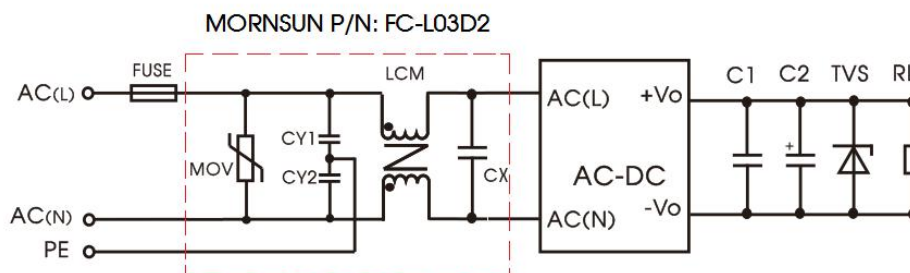 MORNSUN P/N: FC-L03D2
FUSE
LCM
C1 C2 TVS
AC(L)
AC(L) +Vo
CY1
MOV
CY2
CX
+
AC-DC
AC(N)
AC(N) -Vo
PE